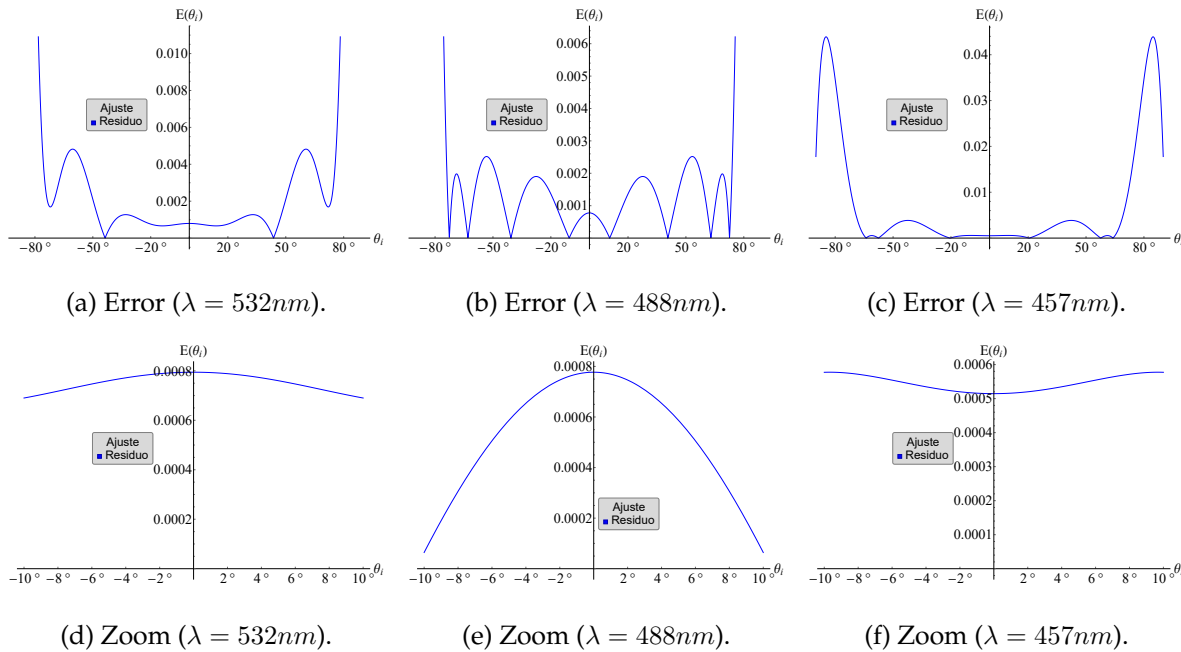 E(θi)
0.010
0.008
0.006
0.004
0.002
Ajuste
Residuo
−80° −50° −20° 20° 50° 80° θi
(a) Error (λ = 532nm).
E(θi)
0.006
0.005
0.004
0.003
0.002
0.001
Ajuste
Residuo
−80° −50° −20° 20° 50° 80° θi
(b) Error (λ = 488nm).
E(θi)
0.04
0.03
0.02
0.01
Ajuste
Residuo
−80° −50° −20° 20° 50° 80° θ
(c) Error (λ = 457nm).
E(θi)
0.0008
0.0006
0.0004
0.0002
Ajuste
Residuo
−10° −8° −6° −4° −2° 2° 4° 6° 8° 10° θi
(d) Zoom (λ = 532nm).
E(θi)
0.0008
0.0006
0.0004
0.0002
Ajuste
Residuo
−10° −8° −6° −4° −2° 2° 4° 6° 8° 10° θi
(e) Zoom (λ = 488nm).
E(θi)
0.0006
0.0005
0.0004
0.0003
0.0002
0.0001
Ajuste
Residuo
−10° −8° −6° −4° −2° 2° 4° 6° 8° 10° θ
(f) Zoom (λ = 457nm).